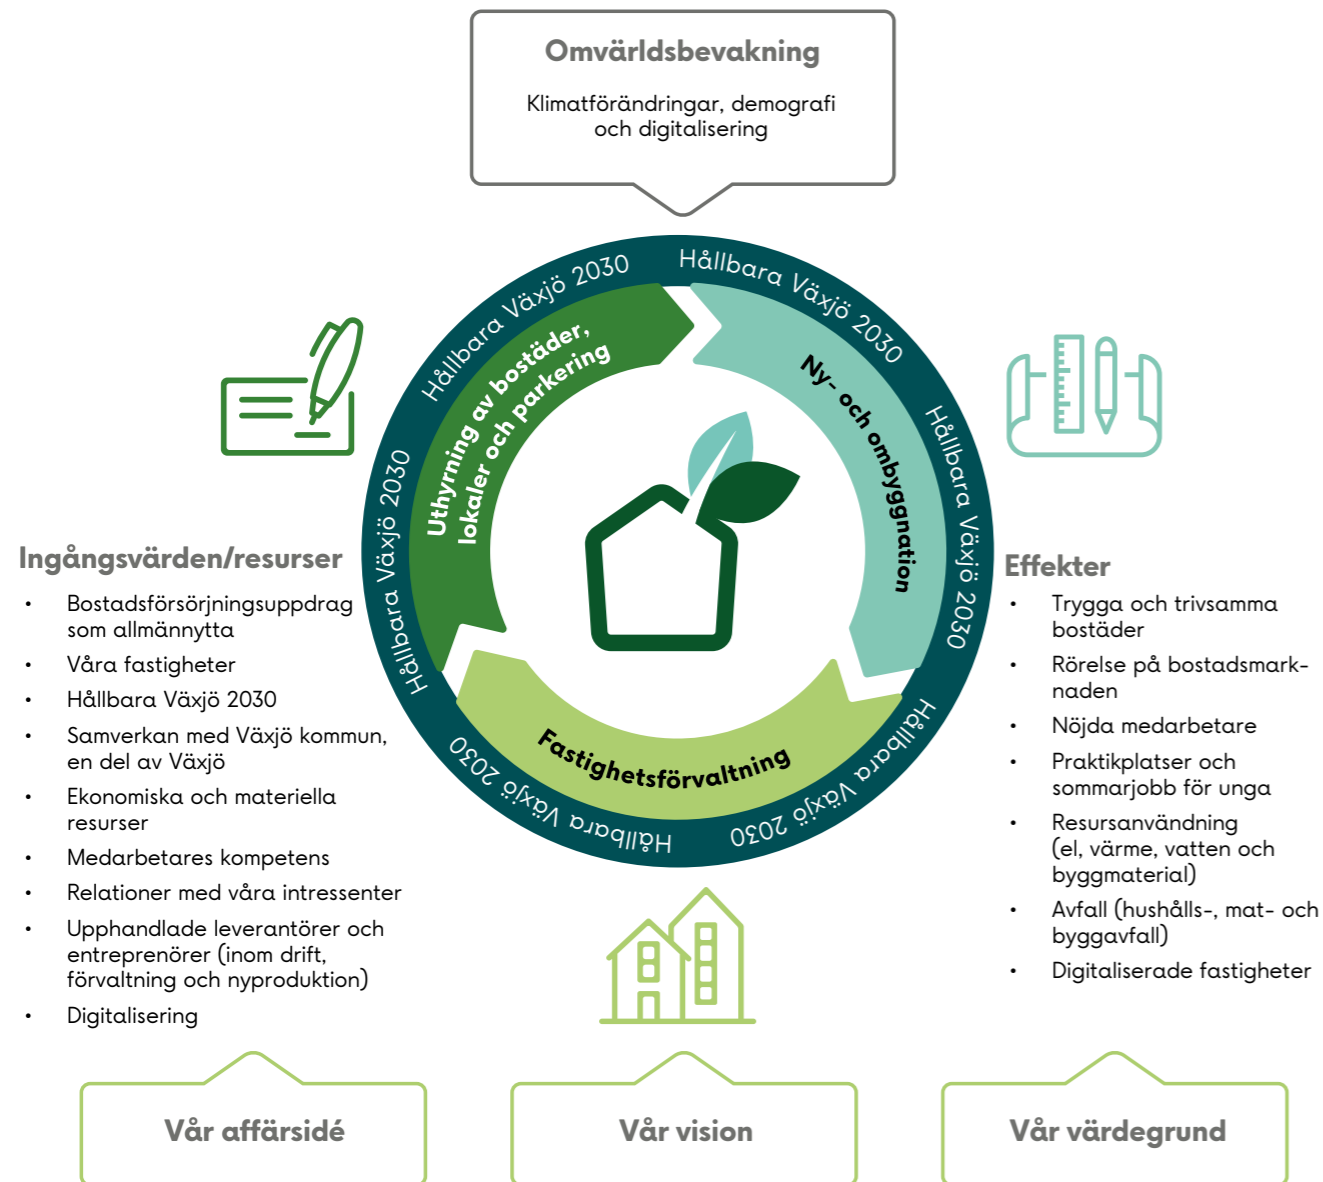 Omvärldsbevakning
Klimatförändringar, demografi
och digitalisering
Hållbara Växjö 2030
Hållbara Växjö 2030
Hållbara Växjö 2030
Hållbara Växjö 2030
Hållbara Växjö 2030
Hållbara Växjö 2030
Uthyrning av bostäder,
lokaler och parkering
Ny- och ombyggnation
Fastighetsförvaltning
Ingångsvärden/resurser
• Bostadsförsörjningsuppdrag
som allmännytta
• Våra fastigheter
• Hållbara Växjö 2030
• Samverkan med Växjö kommun,
en del av Växjö
• Ekonomiska och materiella
resurser
• Medarbetares kompetens
• Relationer med våra intressenter
• Upphandlade leverantörer och
entreprenörer (inom drift,
förvaltning och nyproduktion)
• Digitalisering
Effekter
• Trygga och trivsamma
bostäder
• Rörelse på bostadsmark-
naden
• Nöjda medarbetare
• Praktikplatser och
sommarjobb för unga
• Resursanvändning
(el, värme, vatten och
byggmaterial)
• Avfall (hushålls-, mat- och
byggavfall)
• Digitaliserade fastigheter
Vår affärsidé
Vår vision
Vår värdegrund